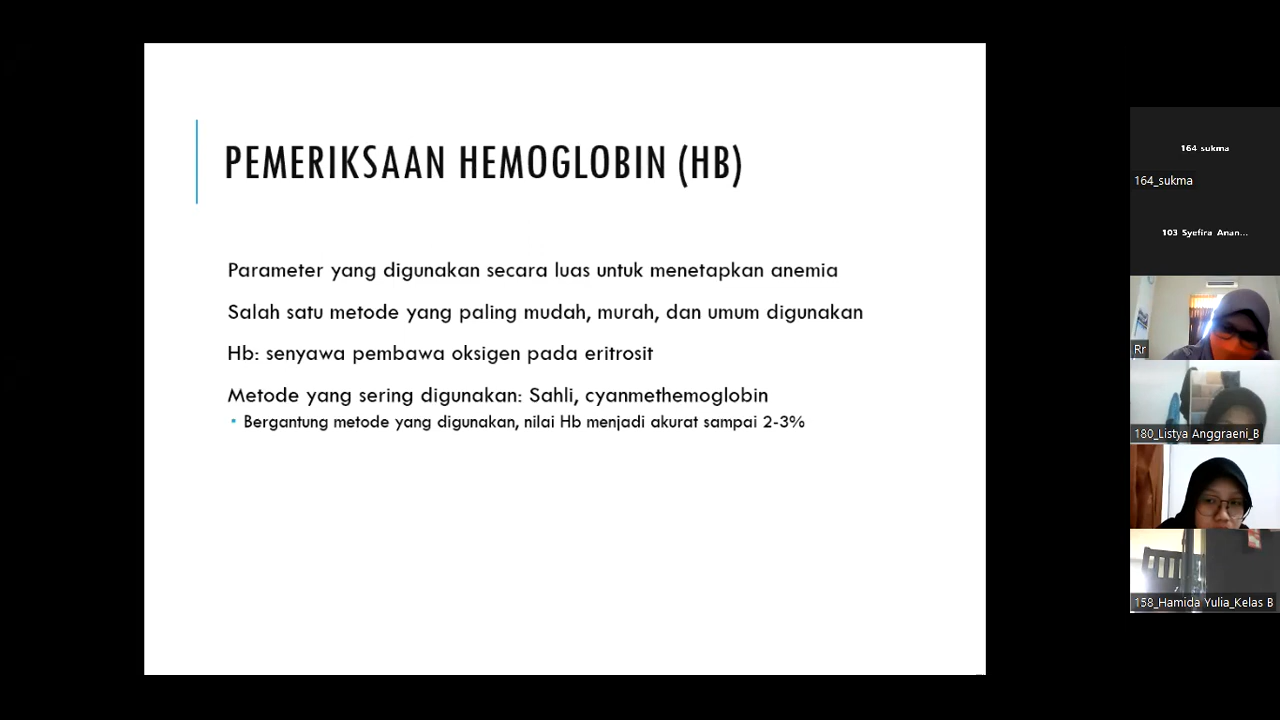 PEMERIKSAAN HEMOGLOBIN (HB)
Parameter yang digunakan secara luas untuk menetapkan anemia
Salah satu metode yang paling mudah, murah, dan umum digunakan
Hb: senyawa pembawa oksigen pada eritrosit
Metode yang sering digunakan: Sahli, cyanmethemoglobin
▪ Bergantung metode yang digunakan, nilai Hb menjadi akurat sampai 2-3%
164 sukma
164_sukma
103 Syefira Anan...
Rr
180_Listya Anggraeni_B
158_Hamida Yulia_Kelas B